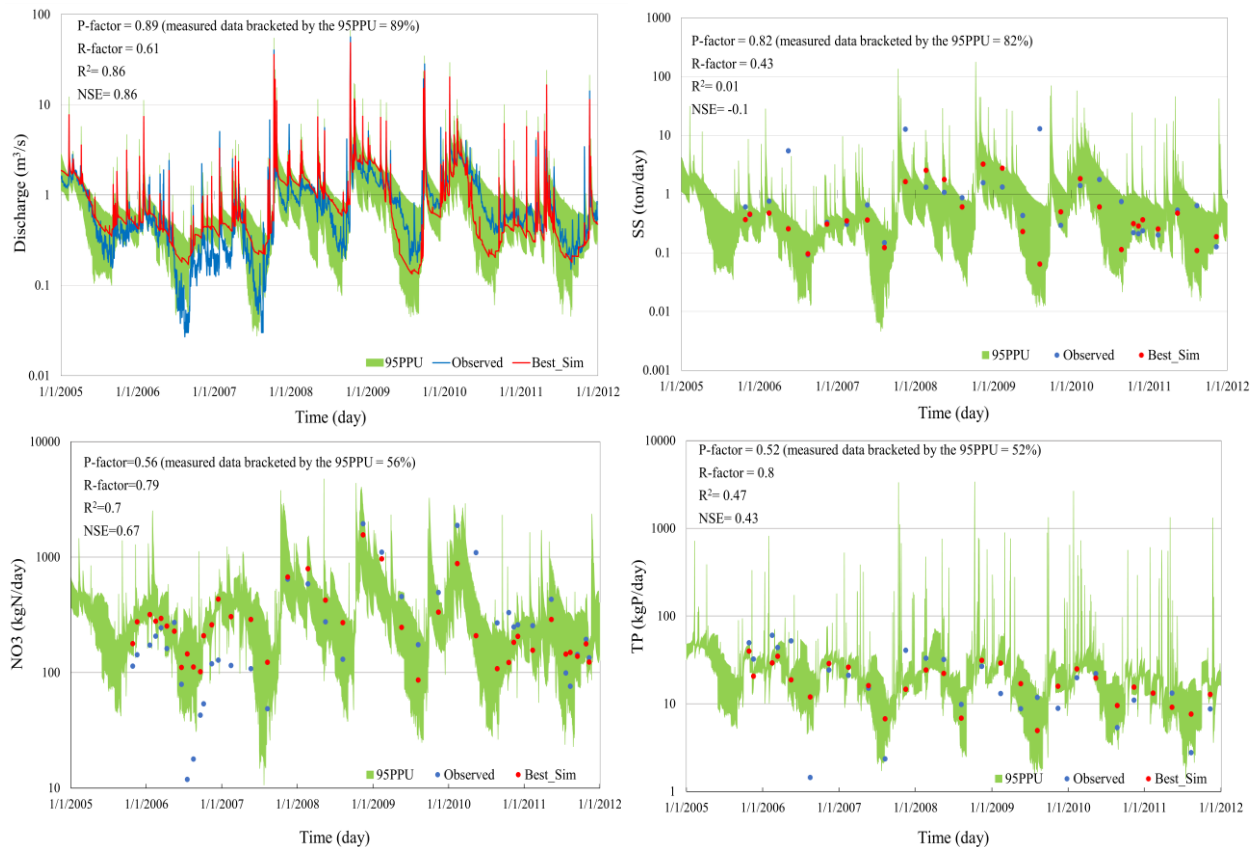 P-factor = 0.89 (measured data bracketed by the 95PPU = 89%)
R-factor = 0.61
R²= 0.86
NSE= 0.86
Discharge (m³/s)
100
10
1
0.1
0.01
95PPU Observed Best_Sim
1/1/2005 1/1/2006 1/1/2007 1/1/2008 1/1/2009 1/1/2010 1/1/2011 1/1/2012
Time (day)
P-factor = 0.82 (measured data bracketed by the 95PPU = 82%)
R-factor = 0.43
R² = 0.01
NSE= -0.1
SS (ton/day)
1000
100
10
1
0.1
0.01
0.001
95PPU Observed Best_Sim
1/1/2005 1/1/2006 1/1/2007 1/1/2008 1/1/2009 1/1/2010 1/1/2011 1/1/2012
Time (day)
P-factor=0.56 (measured data bracketed by the 95PPU = 56%)
R-factor=0.79
R²=0.7
NSE=0.67
NO3 (kgN/day)
10000
1000
100
10
95PPU Observed Best_Sim
1/1/2005 1/1/2006 1/1/2007 1/1/2008 1/1/2009 1/1/2010 1/1/2011 1/1/2012
Time (day)
P-factor = 0.52 (measured data bracketed by the 95PPU = 52%)
R-factor = 0.8
R² = 0.47
NSE= 0.43
TP (kgP/day)
10000
1000
100
10
1
95PPU Observed Best_Sim
1/1/2005 1/1/2006 1/1/2007 1/1/2008 1/1/2009 1/1/2010 1/1/2011 1/1/2012
Time (day)